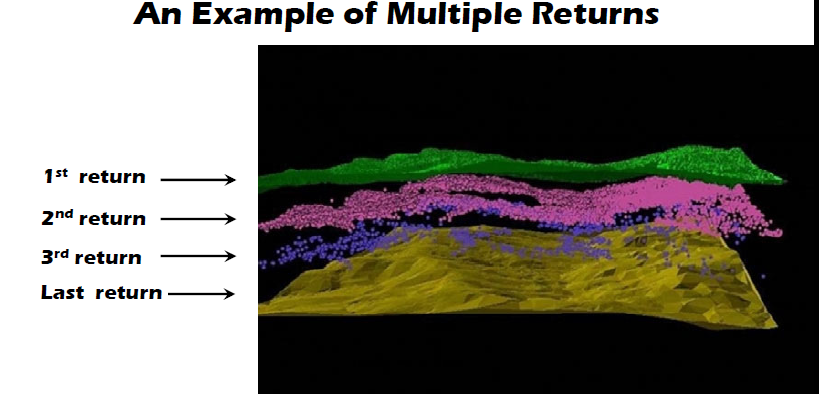 An Example of Multiple Returns
1st return
2nd return
3rd return
Last return